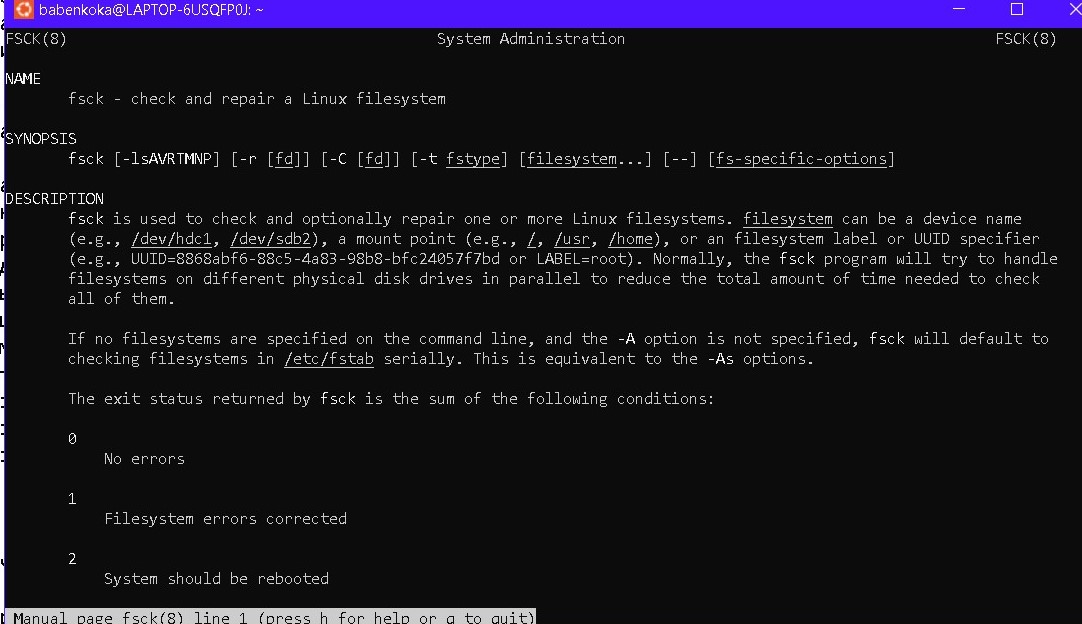 babenkoka@LAPTOP-6USQFP0J: ~
FSCK(8) System Administration FSCK(8)
NAME
fsck - check and repair a Linux filesystem
SYNOPSIS
fsck [-lsAVRTMNP] [-r [fd]] [-C [fd]] [-t fstype] [filesystem...] [--] [fs-specific-options]
DESCRIPTION
fsck is used to check and optionally repair one or more Linux filesystems. filesystem can be a device name
(e.g., /dev/hdc1, /dev/sdb2), a mount point (e.g., /, /usr, /home), or an filesystem label or UUID specifier
(e.g., UUID=8868abf6-88c5-4a83-98b8-bfc24057f7bd or LABEL=root). Normally, the fsck program will try to handle
filesystems on different physical disk drives in parallel to reduce the total amount of time needed to check
all of them.
If no filesystems are specified on the command line, and the -A option is not specified, fsck will default to
checking filesystems in /etc/fstab serially. This is equivalent to the -As options.
The exit status returned by fsck is the sum of the following conditions:
0
No errors
1
Filesystem errors corrected
2
System should be rebooted
Manual page fsck(8) line 1 (press h for help or q to quit)